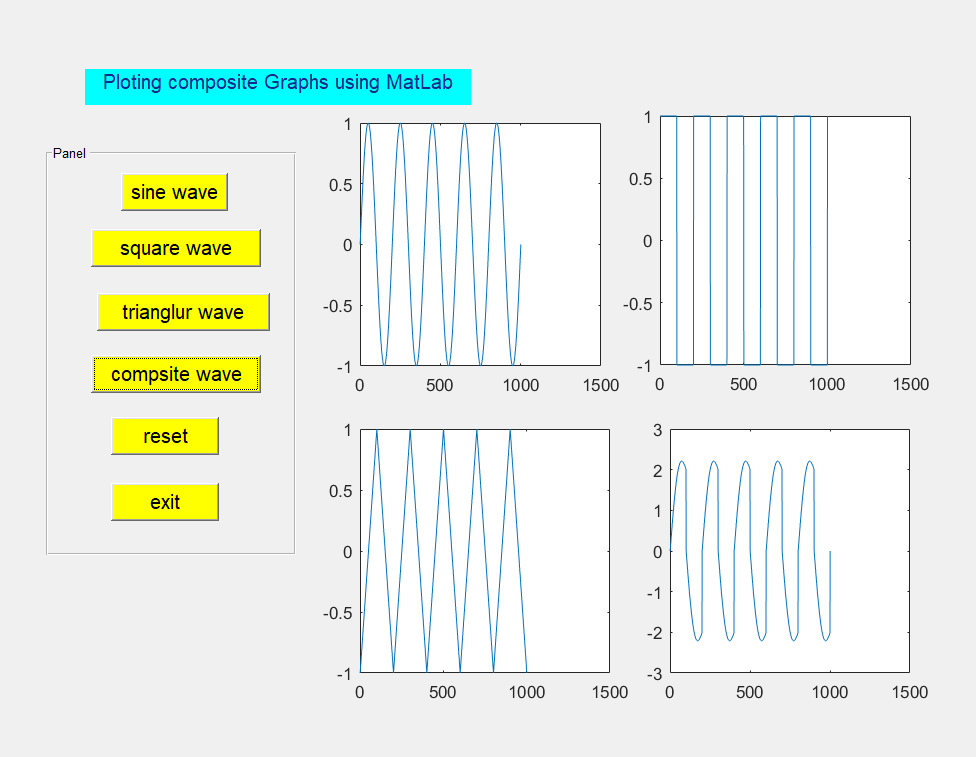 Ploting composite Graphs using MatLab
Panel
sine wave
square wave
trianglur wave
compsite wave
reset
exit
1
0.5
0
-0.5
-1
0 500 1000 1500
1
0.5
0
-0.5
-1
0 500 1000 1500
1
0.5
0
-0.5
-1
0 500 1000 1500
3
2
1
0
-1
-2
-3
0 500 1000 1500